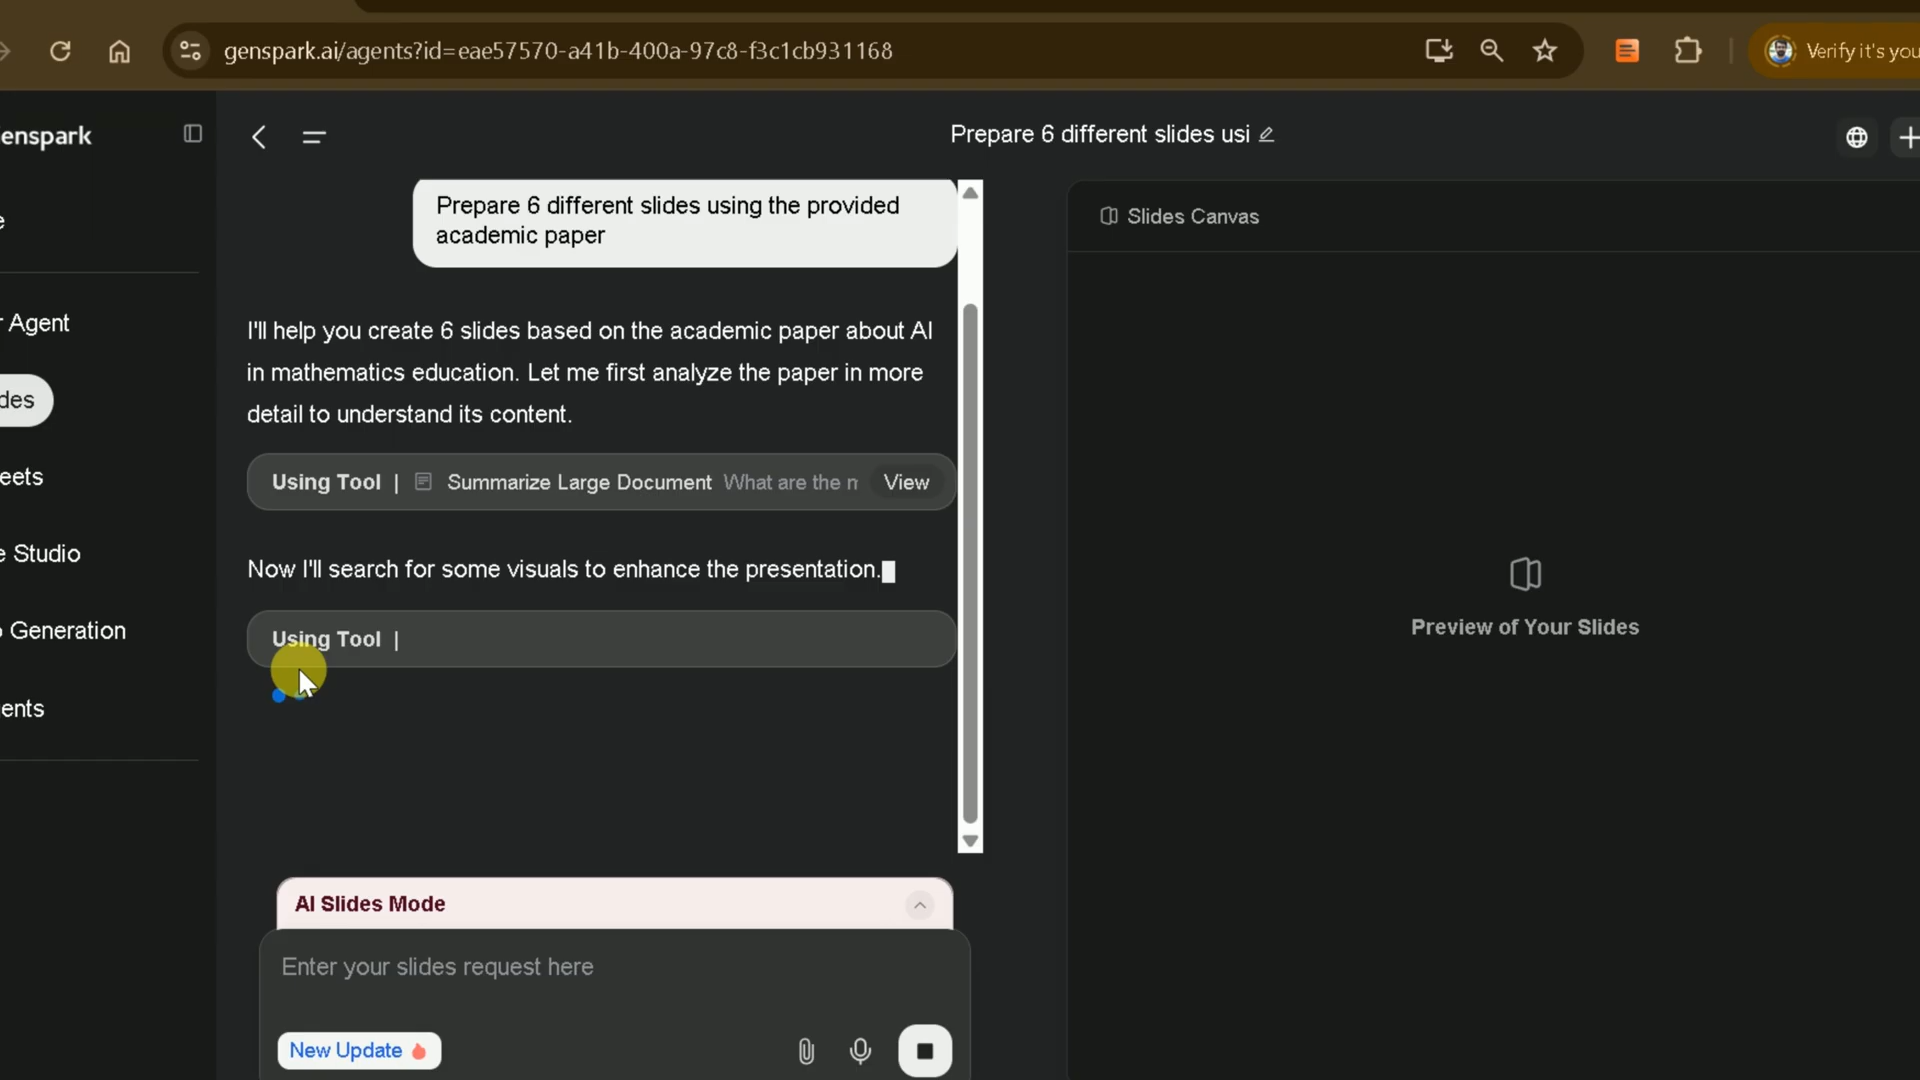 genspark.ai/agents?id=eae57570-a41b-400a-97c8-f3c1cb931168
Verify it's you
enspark
Prepare 6 different slides usi
Prepare 6 different slides using the provided
academic paper
Slides Canvas
e
r Agent
des
eets
e Studio
o Generation
ents
I'll help you create 6 slides based on the academic paper about AI
in mathematics education. Let me first analyze the paper in more
detail to understand its content.
Using Tool | Summarize Large Document What are the n View
Now I'll search for some visuals to enhance the presentation.
Using Tool |
Preview of Your Slides
AI Slides Mode
Enter your slides request here
New Update